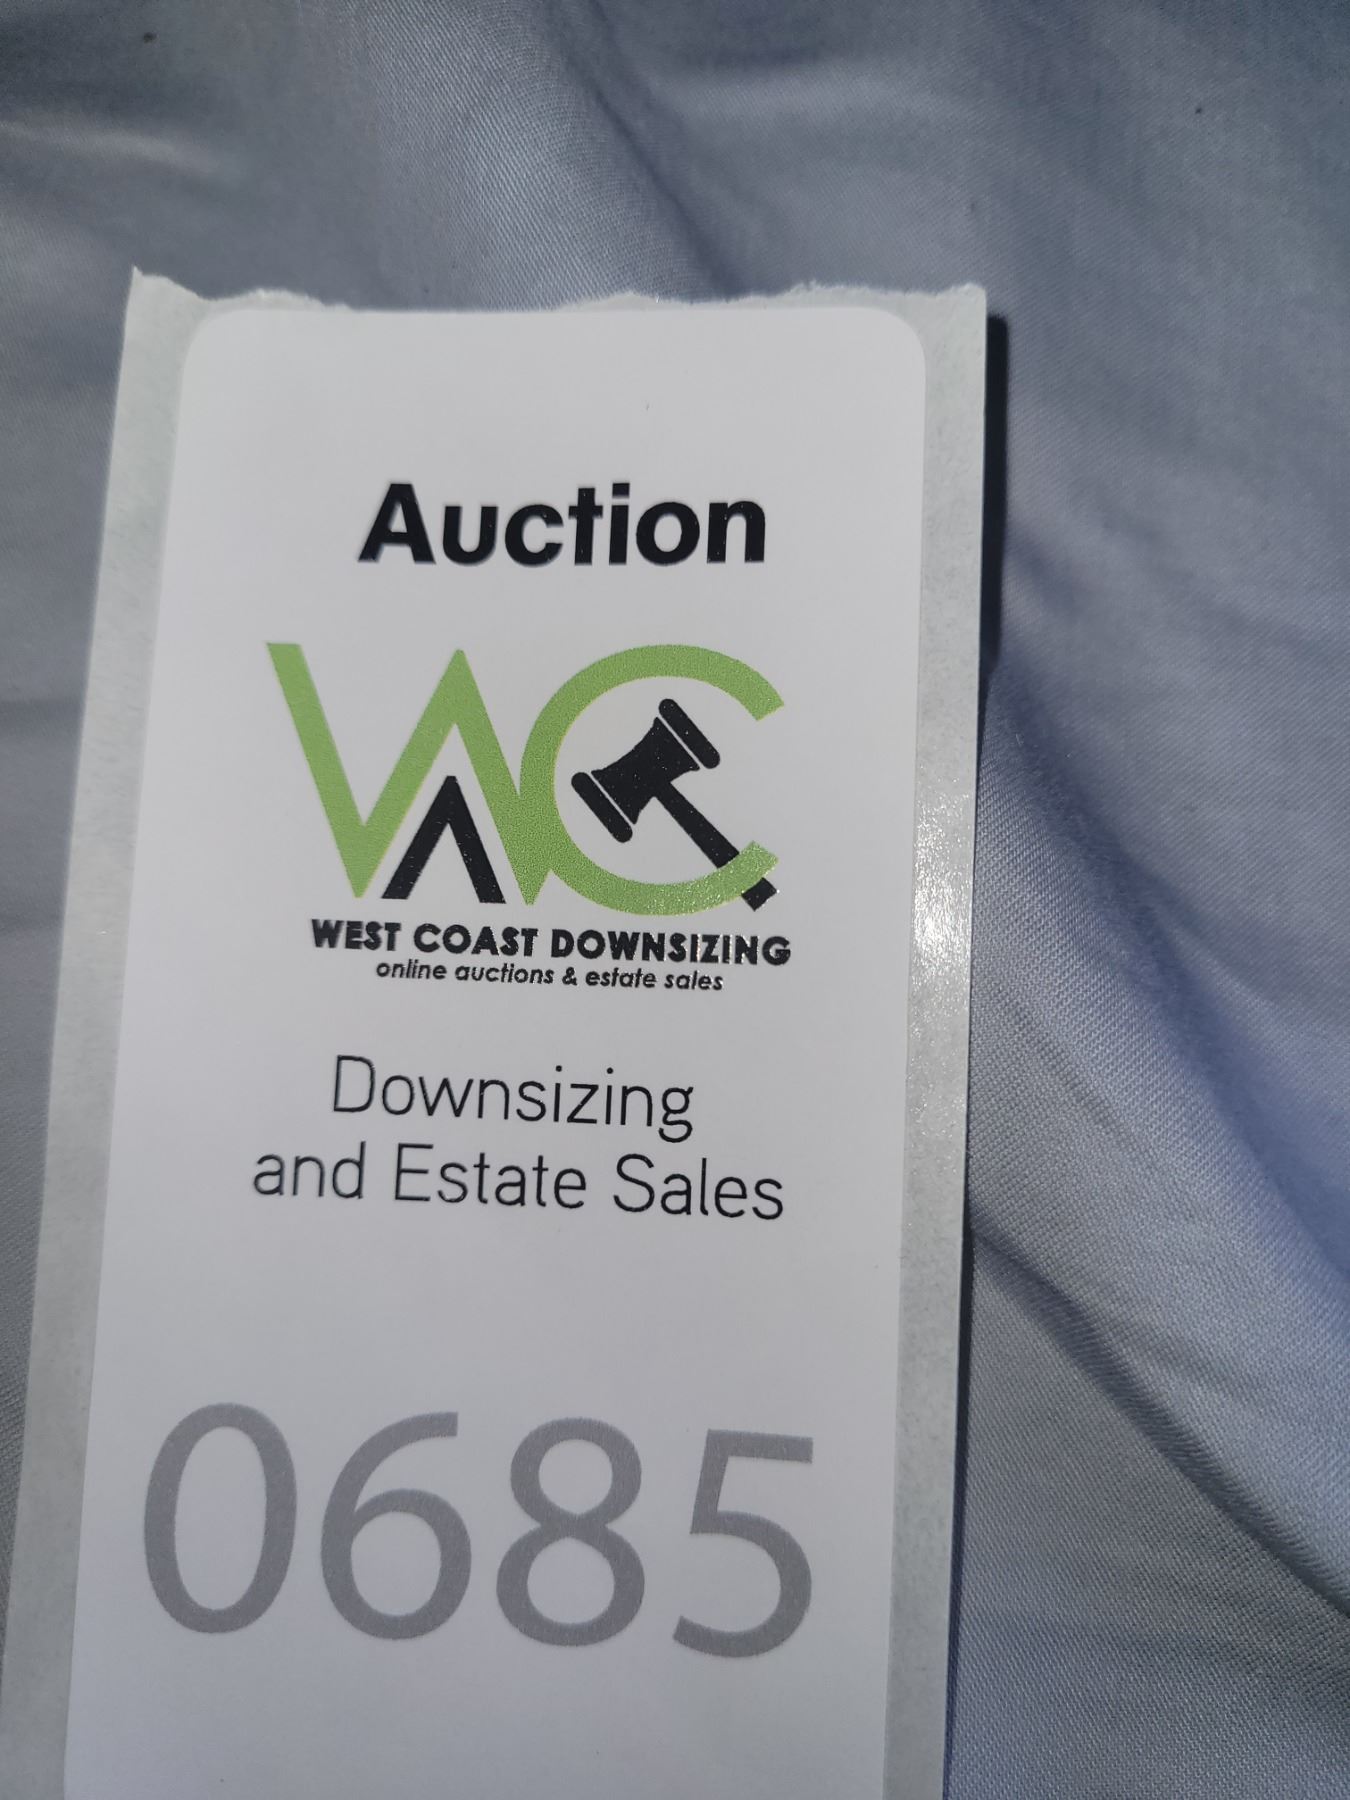 Auction
WC
WEST COAST DOWNSIZING
online auctions & estate sales
Downsizing
and Estate Sales
0685